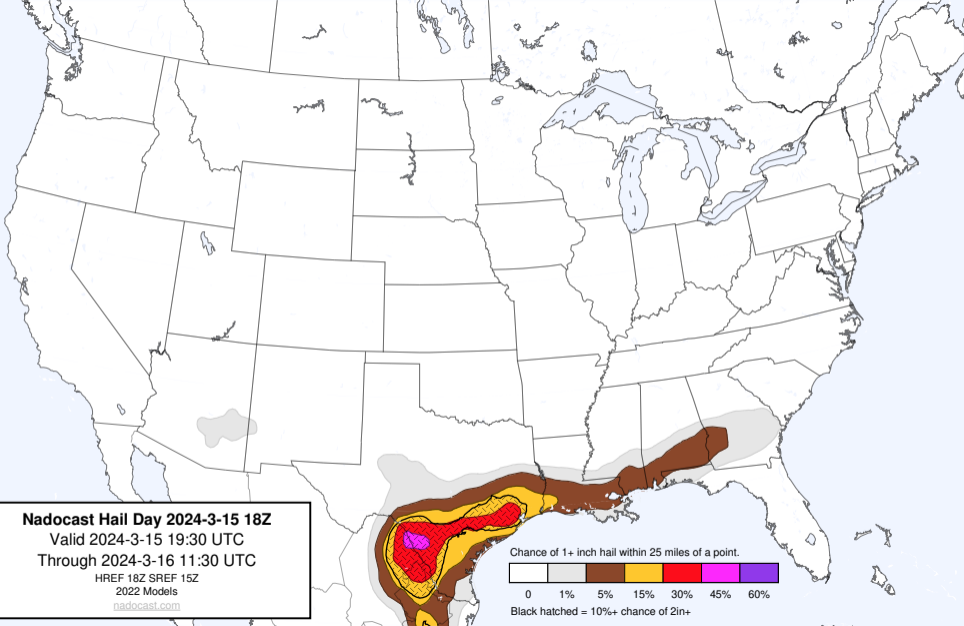 Nadocast Hail Day 2024-3-15 18Z
Valid 2024-3-15 19:30 UTC
Through 2024-3-16 11:30 UTC
HREF 18Z SREF 15Z
2022 Models
nadocast.com
Chance of 1+ inch hail within 25 miles of a point.
0 1% 5% 15% 30% 45% 60%
Black hatched = 10%+ chance of 2in+